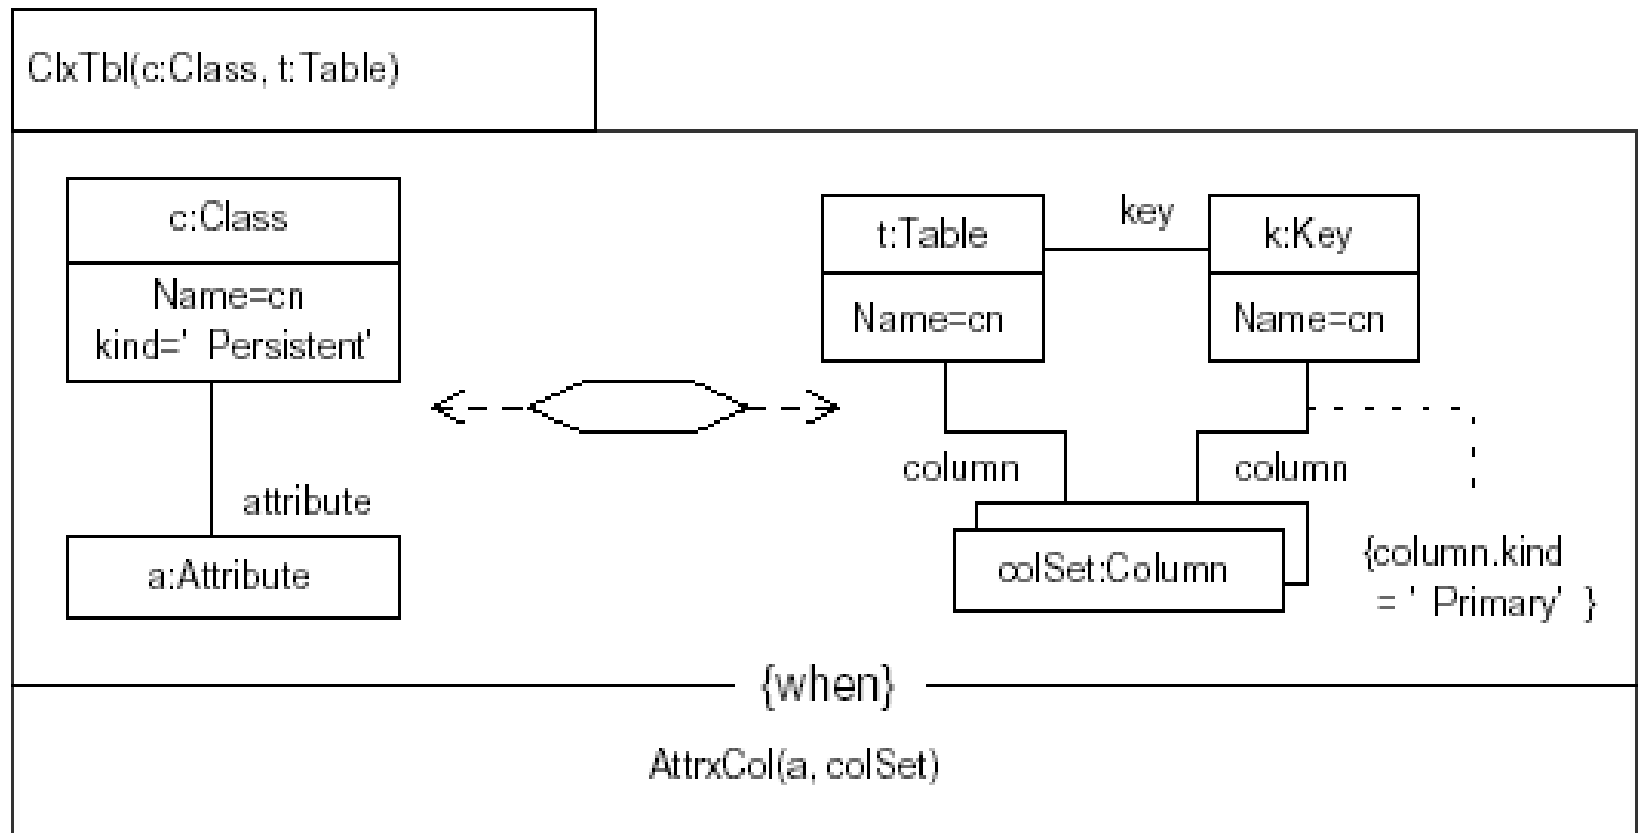 ClxTbl(c:Class, t:Table)
c:Class
Name=cn
kind=' Persistent'
attribute
a:Attribute
t:Table
Name=cn
key
k:Key
Name=cn
column
column
colSet:Column
{column.kind
= ' Primary' }
{when}
AttrxCol(a, colSet)